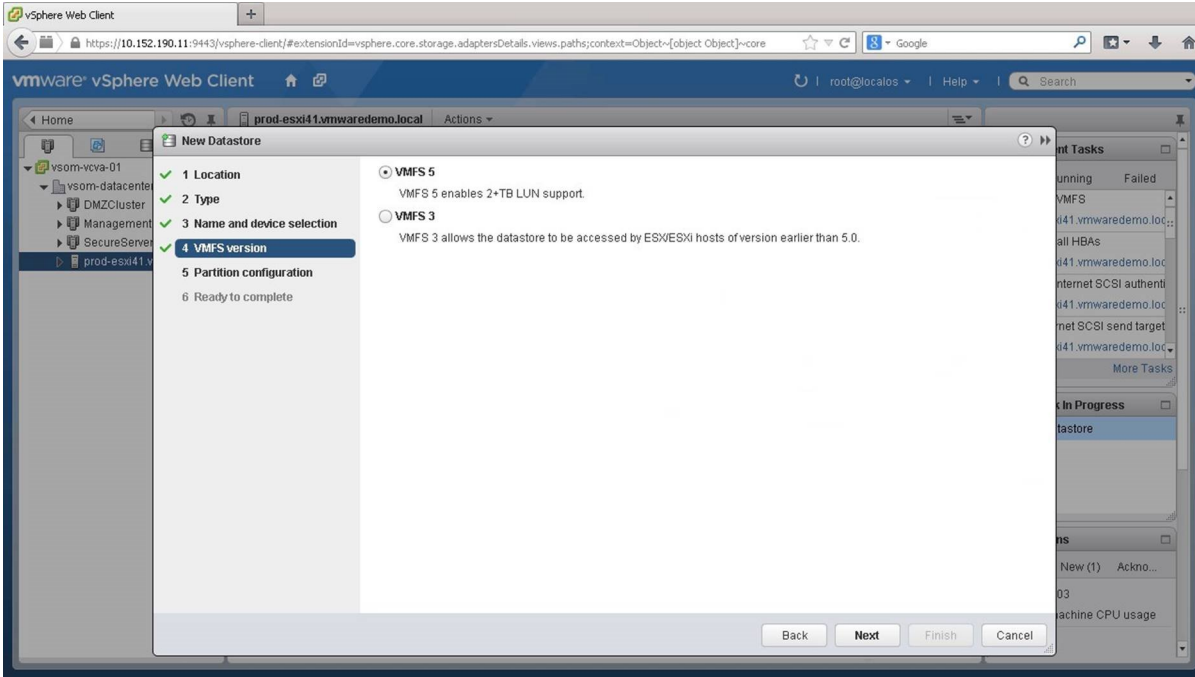 vSphere Web Client
https://10.152.190.11:9443/vsphere-client/#extensionId=vsphere.core.storage.adaptersDetails.views.paths;context=Object~[object Object]~core
Google
vmware® vSphere Web Client
root@localos
Help
Search
Home
prod-esxi41.vmwaredemo.local
Actions
vsom-vcva-01
vsom-datacenter
DMZCluster
Management
SecureServer
prod-esxi41.v
New Datastore
1 Location
2 Type
3 Name and device selection
4 VMFS version
5 Partition configuration
6 Ready to complete
VMFS 5
VMFS 5 enables 2+TB LUN support.
VMFS 3
VMFS 3 allows the datastore to be accessed by ESX/ESXi hosts of version earlier than 5.0.
Back
Next
Finish
Cancel
nt Tasks
unning Failed
VMFS
xi41.vmwaredemo.loc
all HBAs
xi41.vmwaredemo.loc
nternet SCSI authenti
xi41.vmwaredemo.loc
rnet SCSI send target
xi41.vmwaredemo.loc
More Tasks
k In Progress
tastore
ns
New (1) Ackno...
03
achine CPU usage